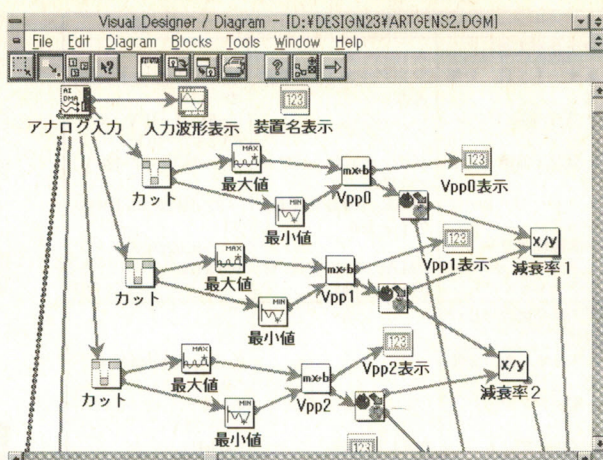 Visual Designer / Diagram - [D:¥DESIGN23¥ARTGENS2.DGM]
File Edit Diagram Blocks Tools Window Help
AI
DMA
123
アナログ入力 入力波形表示 装置名表示
MAX
mx+b
123
カット 最大値 Vpp0 Vpp0表示
MIN
最小値
X/Y
減衰率1
MAX
mx+b
123
カット 最大値 Vpp1 Vpp1表示
MIN
最小値
MAX
mx+b
123
X/Y
カット 最大値 Vpp2 Vpp2表示 減衰率2
MIN
最小値
123